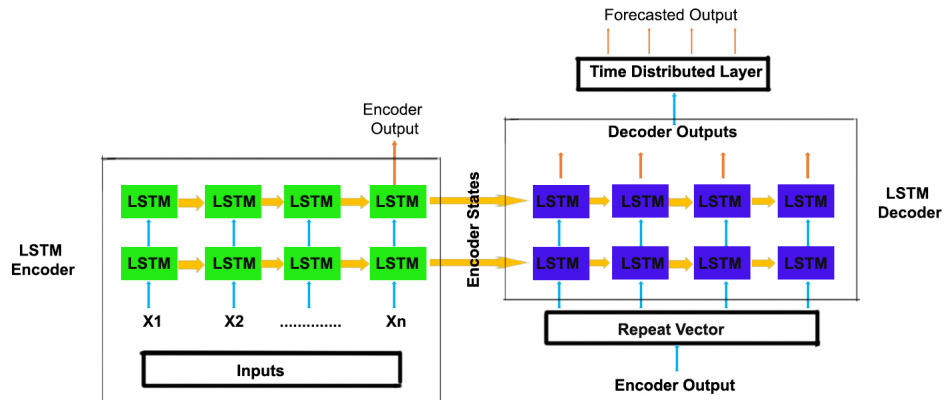 Forecasted Output
Time Distributed Layer
Encoder
Output
Decoder Outputs
LSTM LSTM LSTM LSTM
LSTM LSTM LSTM LSTM
LSTM
Encoder
X1 X2 .............. Xn
Inputs
Encoder States
LSTM LSTM LSTM LSTM
LSTM LSTM LSTM LSTM
LSTM
Decoder
Repeat Vector
Encoder Output